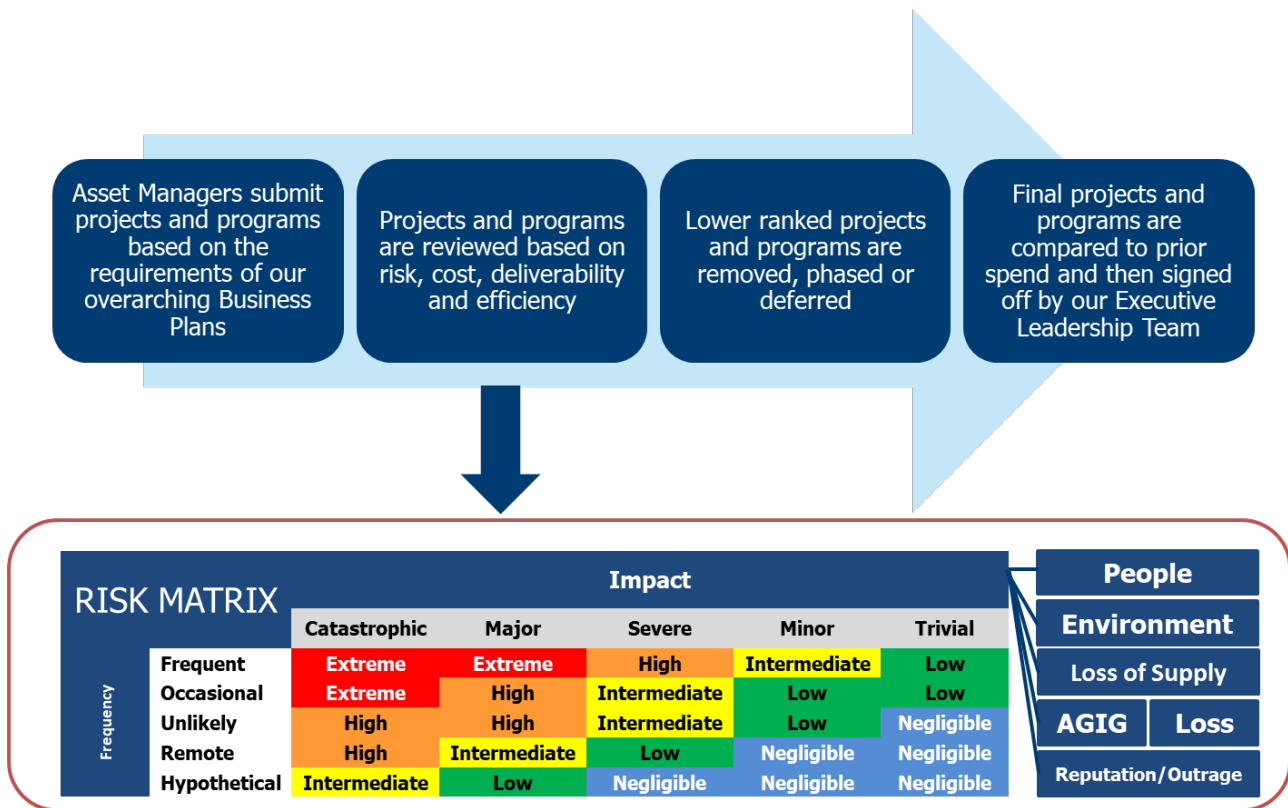 Asset Managers submit
projects and programs
based on the
requirements of our
overarching Business
Plans
Projects and programs
are reviewed based on
risk, cost, deliverability
and efficiency
Lower ranked projects
and programs are
removed, phased or
deferred
Final projects and
programs are
compared to prior
spend and then signed
off by our Executive
Leadership Team
RISK MATRIX
Impact
Catastrophic Major Severe Minor Trivial
Frequency
Frequent Extreme Extreme High Intermediate Low
Occasional Extreme High Intermediate Low Low
Unlikely High High Intermediate Low Negligible
Remote High Intermediate Low Negligible Negligible
Hypothetical Intermediate Low Negligible Negligible Negligible
People
Environment
Loss of Supply
AGIG Loss
Reputation/Outrage